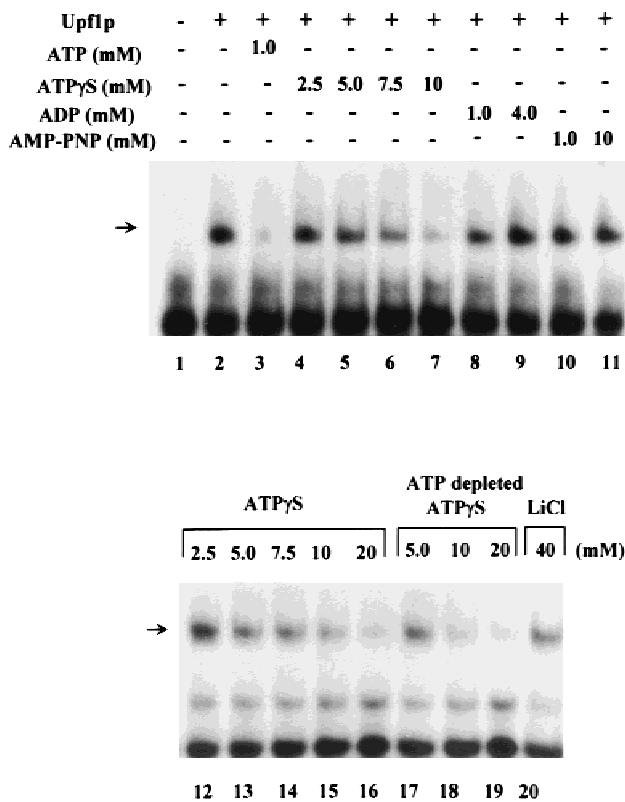 Upf1p - + + + + + + + + + +
ATP (mM) - - 1.0 - - - - - - - -
ATPγS (mM) - - - 2.5 5.0 7.5 10 - - - -
ADP (mM) - - - - - - - 1.0 4.0 - -
AMP-PNP (mM) - - - - - - - - - 1.0 10
1 2 3 4 5 6 7 8 9 10 11
ATPγS
ATP depleted
ATPγS
LiCl
2.5 5.0 7.5 10 20 5.0 10 20 40 (mM)
12 13 14 15 16 17 18 19 20